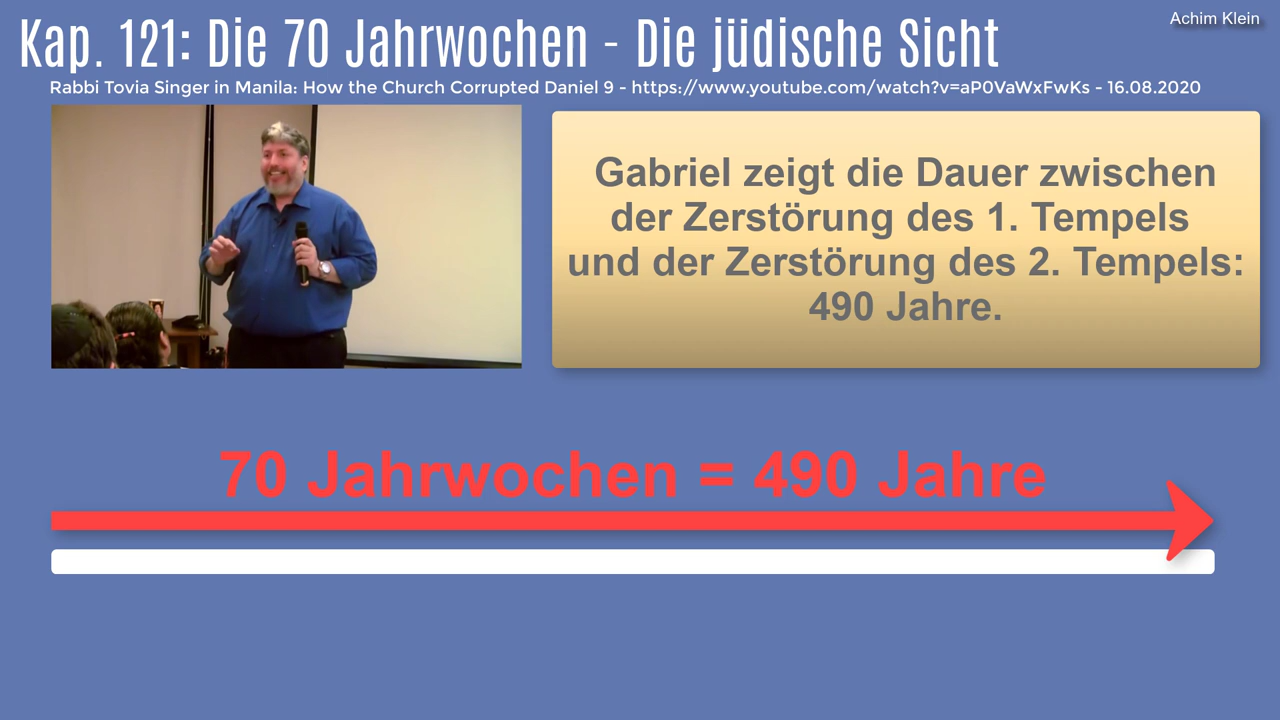 Achim Klein
Kap. 121: Die 70 Jahrwochen - Die jüdische Sicht
Rabbi Tovia Singer in Manila: How the Church Corrupted Daniel 9 - https://www.youtube.com/watch?v=aP0VaWxFwKs - 16.08.2020
Gabriel zeigt die Dauer zwischen
der Zerstörung des 1. Tempels
und der Zerstörung des 2. Tempels:
490 Jahre.
70 Jahrwochen = 490 Jahre